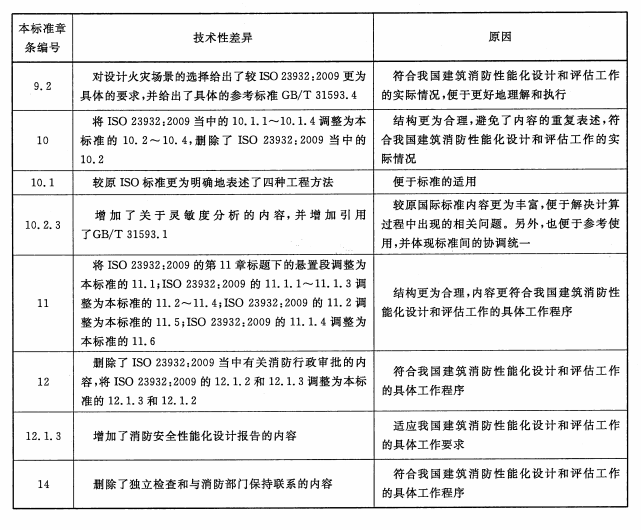 本标准章
条编号
技术性差异
原因
9.2
对设计火灾场景的选择给出了较 ISO 23932:2009 更为
具体的要求,并给出了具体的参考标准 GB/T 31593.4
符合我国建筑消防性能化设计和评估工作
的实际情况,便于更好地理解和执行
10
将 ISO 23932:2009 当中的 10.1.1~10.1.4 调整为本
标准的 10.2~10.4,删除了 ISO 23932:2009 当中的
10.2
结构更为合理,避免了内容的重复表述,符
合我国建筑消防性能化设计和评估工作的实
际情况
10.1
较原 ISO 标准更为明确地表述了四种工程方法
便于标准的适用
10.2.3
增加了关于灵敏度分析的内容,并增加引用
了GB/T 31593.1
较原国际标准内容更为丰富,便于解决计算
过程中出现的相关问题。另外,也便于参考使
用,并体现标准间的协调统一
11
将 ISO 23932:2009 的第 11 章标题下的悬置段调整为
本标准的 11.1;ISO 23932:2009 的 11.1.1~11.1.3 调
整为本标准的 11.2~11.4;ISO 23932:2009 的 11.2 调
整为本标准的 11.5;ISO 23932:2009 的 11.1.4 调整为
本标准的 11.6
结构更为合理,内容更符合我国建筑消防性
能化设计和评估工作的具体工作程序
12
删除了 ISO 23932:2009 当中有关消防行政审批的内
容,将 ISO 23932:2009 的 12.1.2 和 12.1.3 调整为本标
准的 12.1.3 和 12.1.2
符合我国建筑消防性能化设计和评估工作
的具体工作程序
12.1.3
增加了消防安全性能化设计报告的内容
适应我国建筑消防性能化设计和评估工作
的具体工作要求
14
删除了独立检查和与消防部门保持联系的内容
符合我国建筑消防性能化设计和评估工作
的具体工作程序